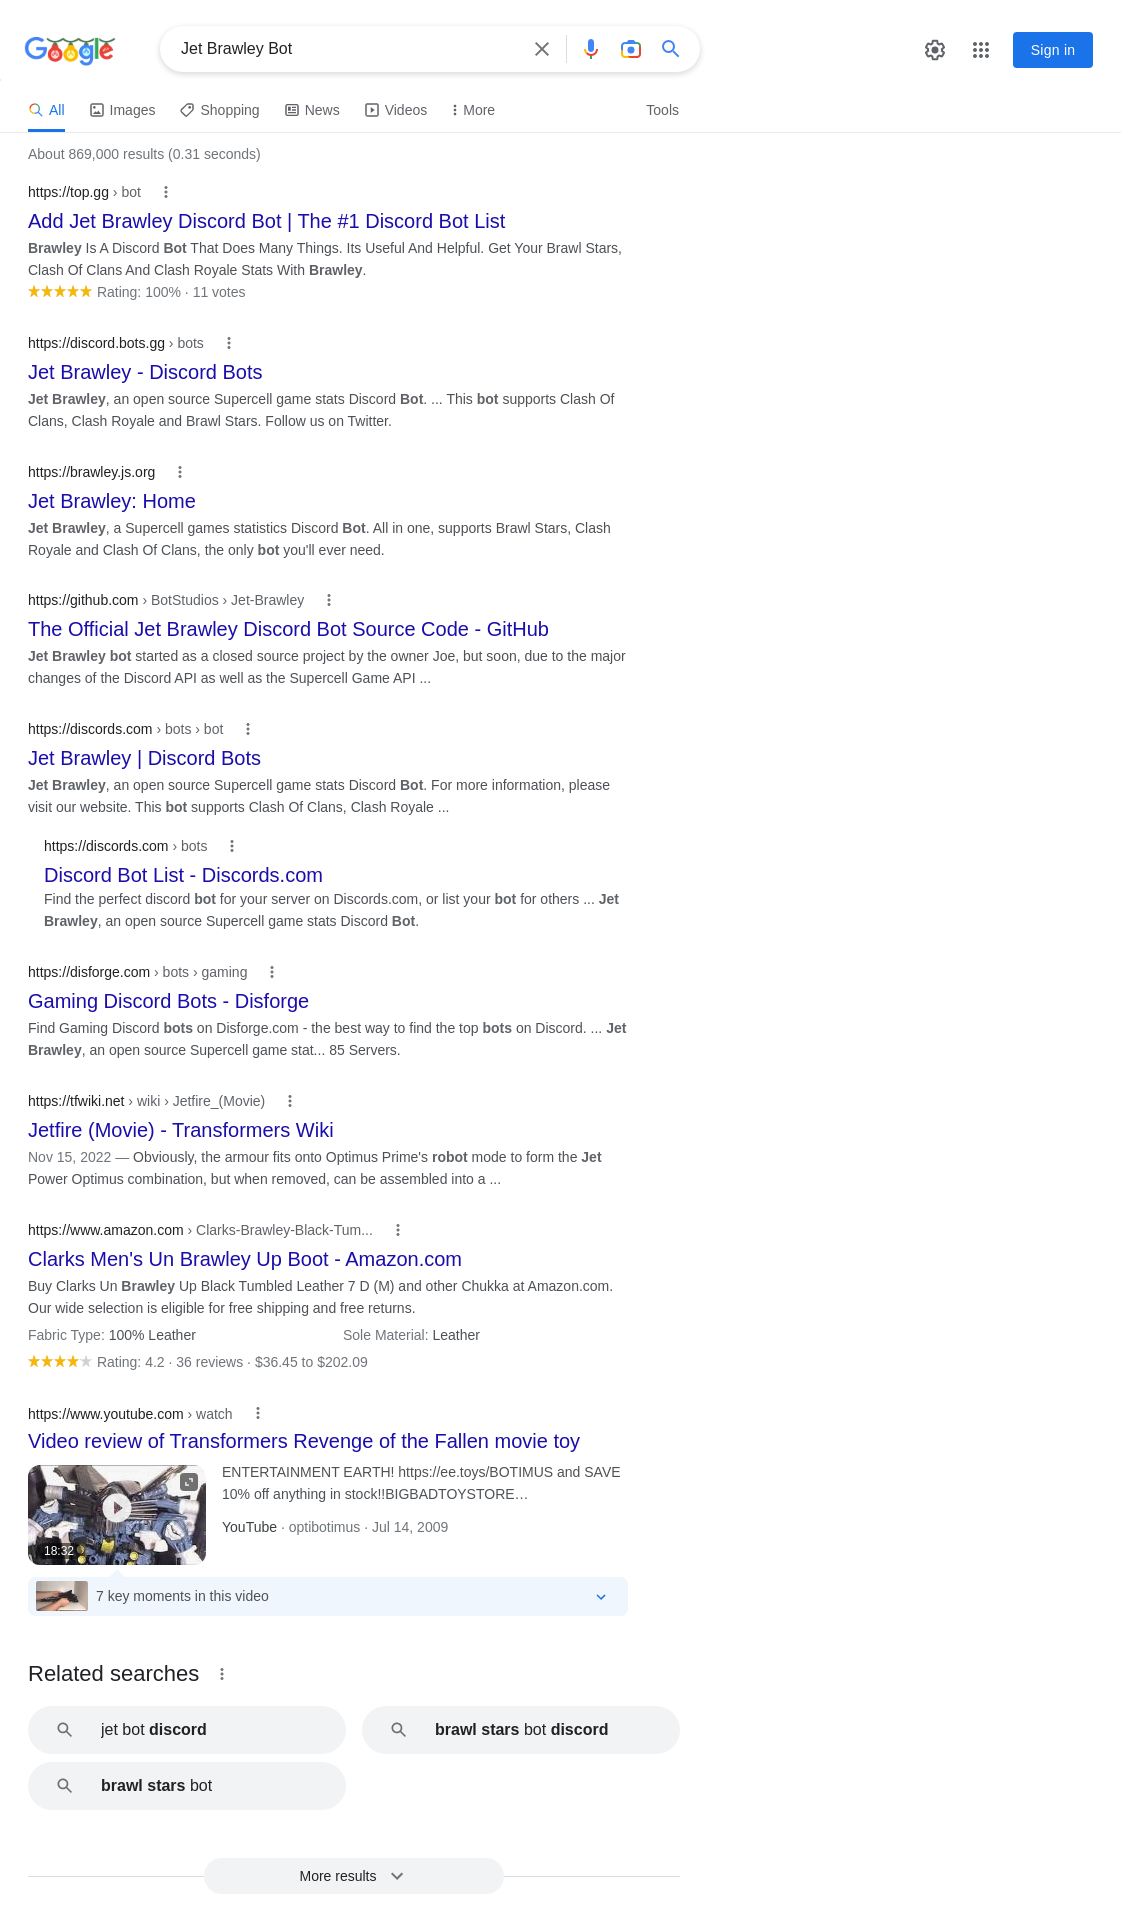 Google
Jet Brawley Bot
Sign in
All
Images
Shopping
News
Videos
More
Tools
About 869,000 results (0.31 seconds)
https://top.gg › bot
Add Jet Brawley Discord Bot | The #1 Discord Bot List
Brawley Is A Discord Bot That Does Many Things. Its Useful And Helpful. Get Your Brawl Stars,
Clash Of Clans And Clash Royale Stats With Brawley.
Rating: 100% · 11 votes
https://discord.bots.gg › bots
Jet Brawley - Discord Bots
Jet Brawley, an open source Supercell game stats Discord Bot. ... This bot supports Clash Of
Clans, Clash Royale and Brawl Stars. Follow us on Twitter.
https://brawley.js.org
Jet Brawley: Home
Jet Brawley, a Supercell games statistics Discord Bot. All in one, supports Brawl Stars, Clash
Royale and Clash Of Clans, the only bot you'll ever need.
https://github.com › BotStudios › Jet-Brawley
The Official Jet Brawley Discord Bot Source Code - GitHub
Jet Brawley bot started as a closed source project by the owner Joe, but soon, due to the major
changes of the Discord API as well as the Supercell Game API ...
https://discords.com › bots › bot
Jet Brawley | Discord Bots
Jet Brawley, an open source Supercell game stats Discord Bot. For more information, please
visit our website. This bot supports Clash Of Clans, Clash Royale ...
https://discords.com › bots
Discord Bot List - Discords.com
Find the perfect discord bot for your server on Discords.com, or list your bot for others ... Jet
Brawley, an open source Supercell game stats Discord Bot.
https://disforge.com › bots › gaming
Gaming Discord Bots - Disforge
Find Gaming Discord bots on Disforge.com - the best way to find the top bots on Discord. ... Jet
Brawley, an open source Supercell game stat... 85 Servers.
https://tfwiki.net › wiki › Jetfire_(Movie)
Jetfire (Movie) - Transformers Wiki
Nov 15, 2022 — Obviously, the armour fits onto Optimus Prime's robot mode to form the Jet
Power Optimus combination, but when removed, can be assembled into a ...
https://www.amazon.com › Clarks-Brawley-Black-Tum...
Clarks Men's Un Brawley Up Boot - Amazon.com
Buy Clarks Un Brawley Up Black Tumbled Leather 7 D (M) and other Chukka at Amazon.com.
Our wide selection is eligible for free shipping and free returns.
Fabric Type: 100% Leather
Sole Material: Leather
Rating: 4.2 · 36 reviews · $36.45 to $202.09
https://www.youtube.com › watch
Video review of Transformers Revenge of the Fallen movie toy
ENTERTAINMENT EARTH! https://ee.toys/BOTIMUS and SAVE
10% off anything in stock!!BIGBADTOYSTORE…
YouTube · optibotimus · Jul 14, 2009
18:32
7 key moments in this video
Related searches
jet bot discord
brawl stars bot discord
brawl stars bot
More results